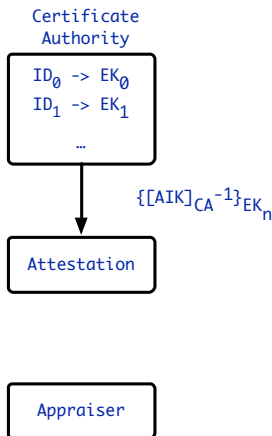 Certificate
Authority
ID₀ -> EK₀
ID₁ -> EK₁
…
{[AIK]CA⁻¹}EKₙ
Attestation
Appraiser